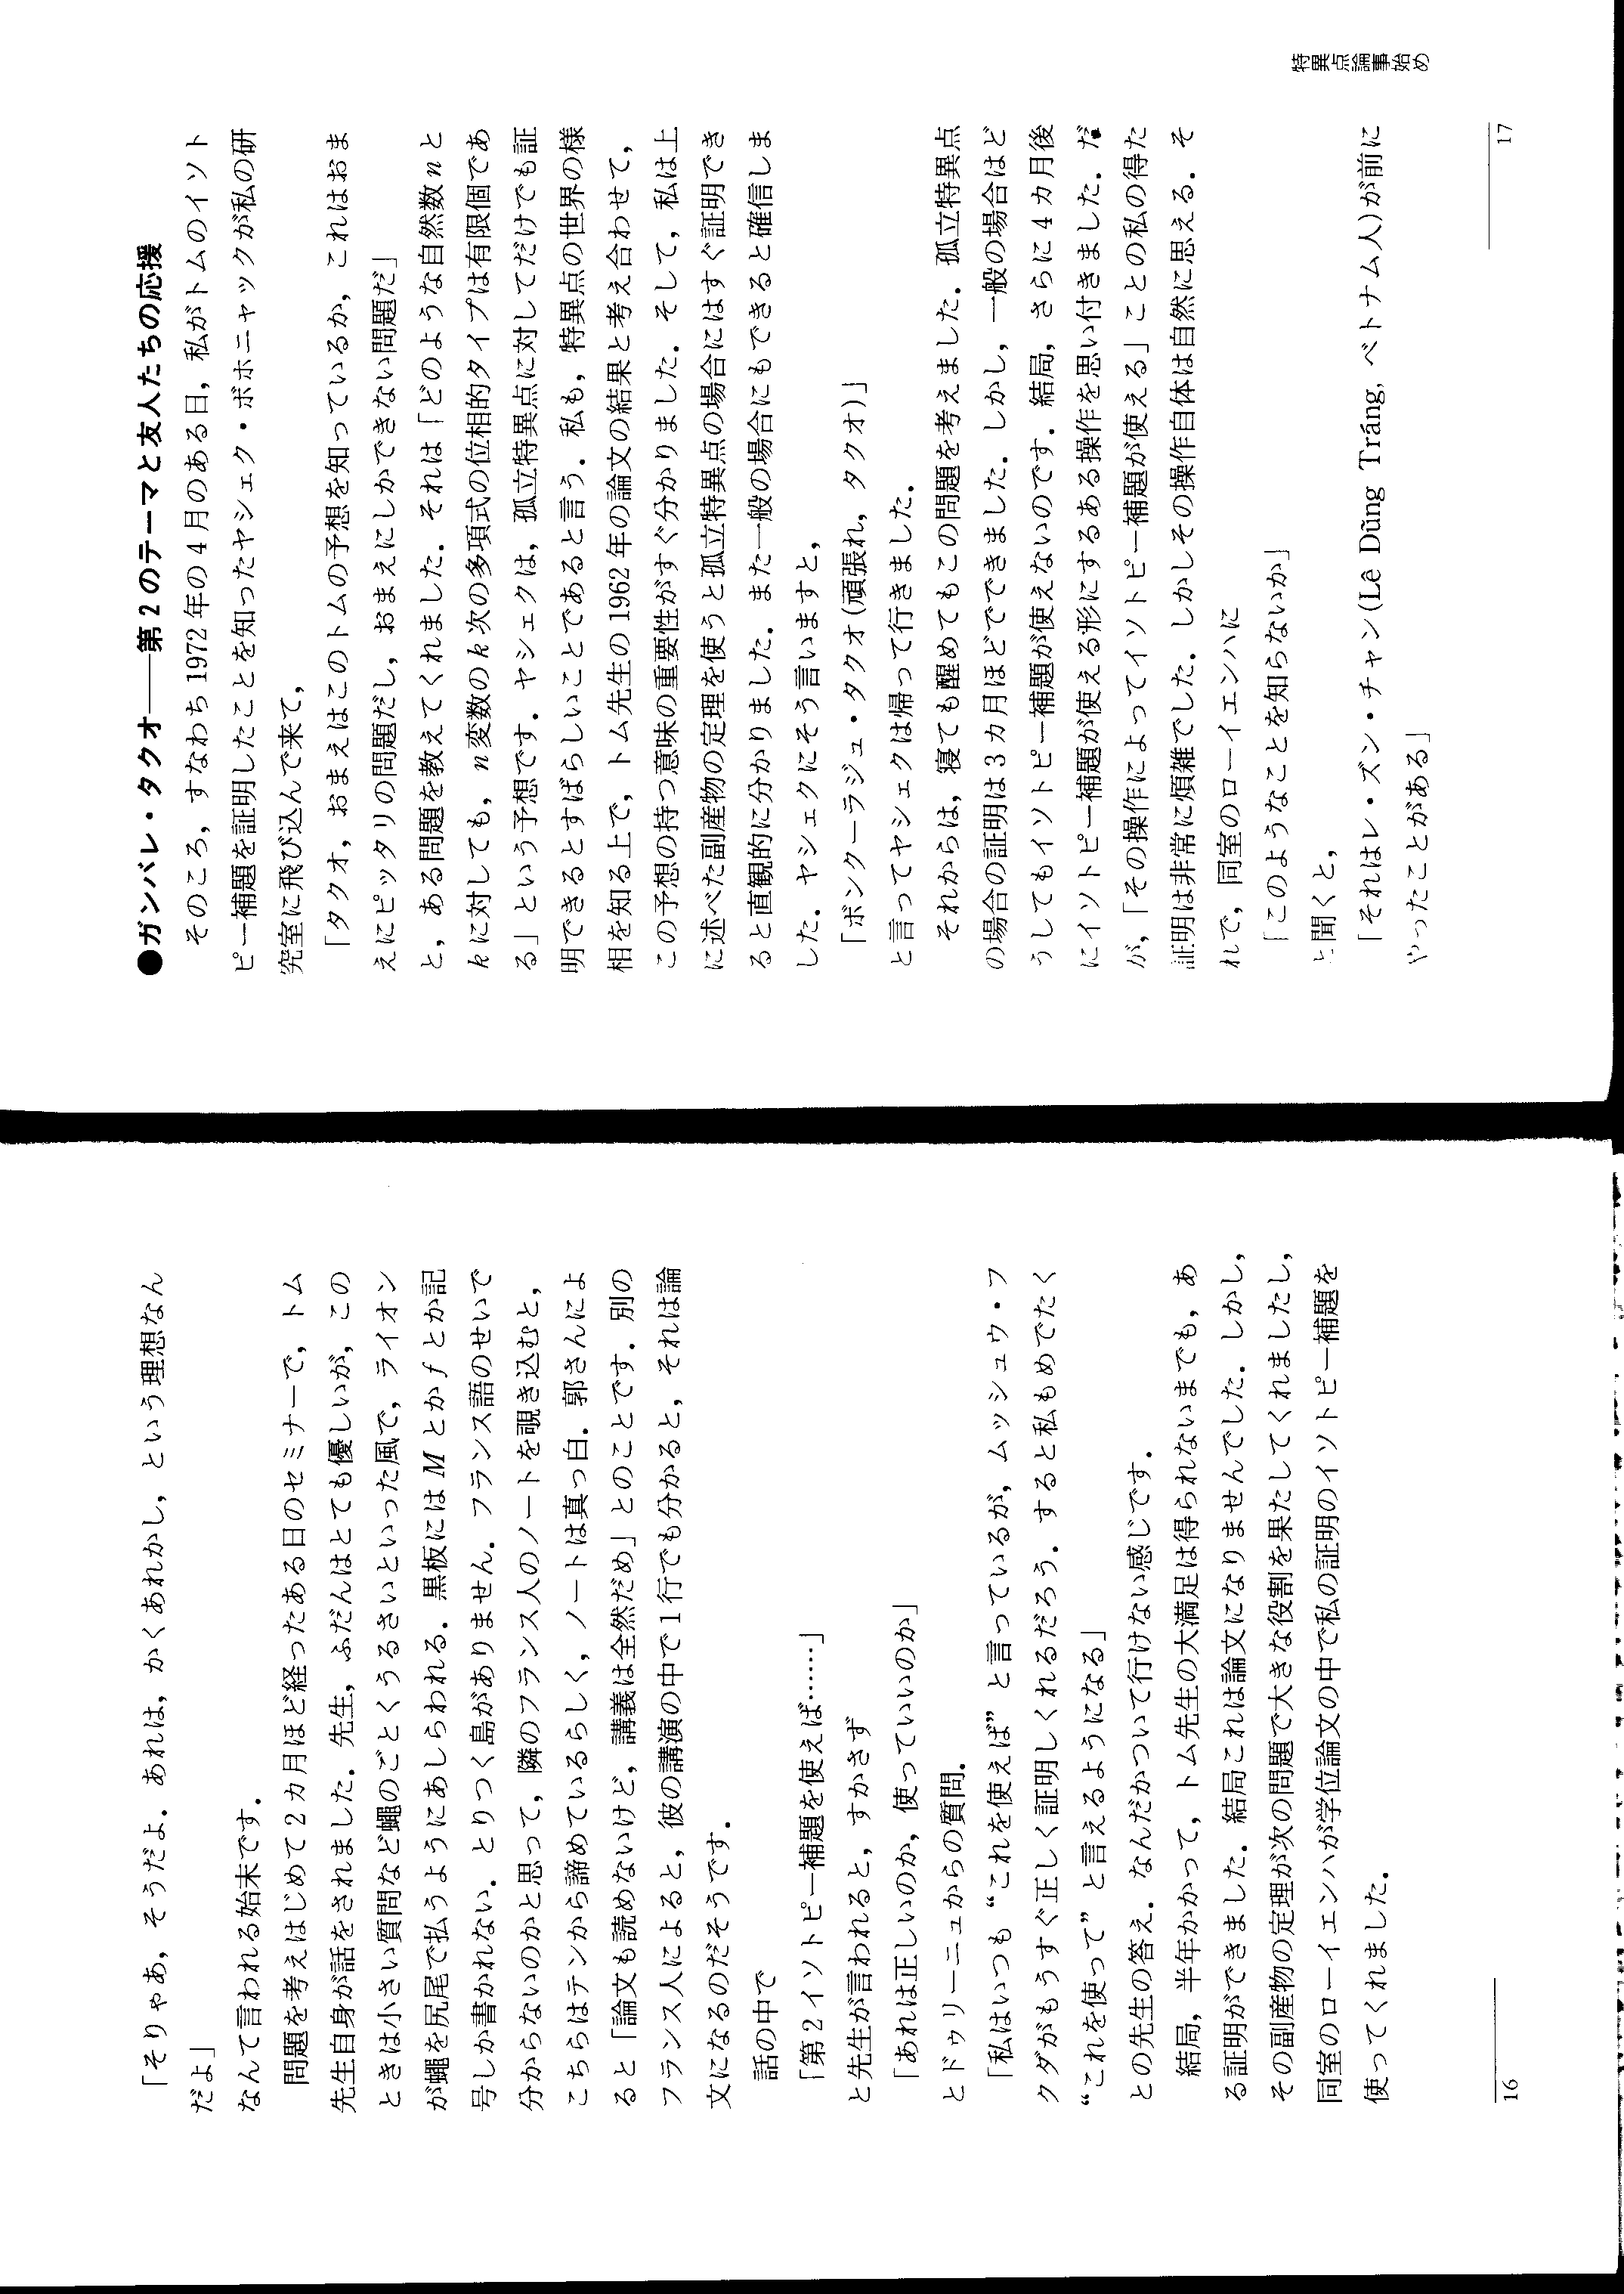 「そりゃあ，そうだよ．あれは，かくあれかし，という理想なん
だよ」
なんて言われる始末です．
問題を考えはじめて2カ月ほど経ったある日のセミナーで，トム
先生自身が話をされました．先生，ふだんはとても優しいが，この
ときは小さい質問など蠅のごとくうるさいといった風で，ライオン
が蠅を尻尾で払うようにあしらわれる．黒板にはMとかfとか記
号しか書かれない．とりつく島がありません．フランス語のせいで
分からないのかと思って，隣のフランス人のノートを覗き込むと，
こちらはテンから諦めているらしく，ノートは真っ白．郭さんによ
ると「論文も読めないけど，講義は全然だめ」とのことです．別の
フランス人によると，彼の講演の中で1行でも分かると，それは論
文になるのだそうです．
話の中で
「第2イソトピー補題を使えば……」
と先生が言われると，すかさず
「あれは正しいのか，使っていいのか」
とドゥリーニュからの質問．
「私はいつも“これを使えば”と言っているが，ムッシュウ・フ
クダがもうすぐ正しく証明しくれるだろう．すると私もめでたく
“これを使って”と言えるようになる」
との先生の答え．なんだかついて行けない感じです．
結局，半年かかって，トム先生の大満足は得られないまでも，あ
る証明ができました．結局これは論文になりませんでした．しかし，
その副産物の定理が次の問題で大きな役割を果たしてくれましたし，
同室のローイエンハが学位論文の中で私の証明のイソトピー補題を
使ってくれました．
16
特異点論事始め
●ガンバレ・タクオ——第2のテーマと友人たちの応援
そのころ，すなわち1972年の4月のある日，私がトムのイソト
ピー補題を証明したことを知ったヤシェク・ボホニャックが私の研
究室に飛び込んで来て，
「タクオ，おまえはこのトムの予想を知っているか，これはおま
えにピッタリの問題だし，おまえにしかできない問題だ」
と，ある問題を教えてくれました．それは「どのような自然数nと
kに対しても，n変数のk次の多項式の位相的タイプは有限個であ
る」という予想です．ヤシェクは，孤立特異点に対してだけでも証
明できるとすばらしいことであると言う．私も，特異点の世界の様
相を知る上で，トム先生の1962年の論文の結果と考え合わせて，
この予想の持つ意味の重要性がすぐ分かりました．そして，私は上
に述べた副産物の定理を使うと孤立特異点の場合にはすぐ証明でき
ると直観的に分かりました．また一般の場合にもできると確信しま
した．ヤシェクにそう言いますと，
「ボンクーラジュ・タクオ(頑張れ，タクオ)」
と言ってヤシェクは帰って行きました．
それからは，寝ても醒めてもこの問題を考えました．孤立特異点
の場合の証明は3カ月ほどでできました．しかし，一般の場合はど
うしてもイソトピー補題が使えないのです．結局，さらに4カ月後
にイソトピー補題が使える形にするある操作を思い付きました．だ
が，「その操作によってイソトピー補題が使える」ことの私の得た
証明は非常に煩雑でした．しかしその操作自体は自然に思える．そ
れで，同室のローイエンハに
「このようなことを知らないか」
と聞くと，
「それはレ・ズン・チャン(Lê Dũng Tráng, ベトナム人)が前に
やったことがある」
17